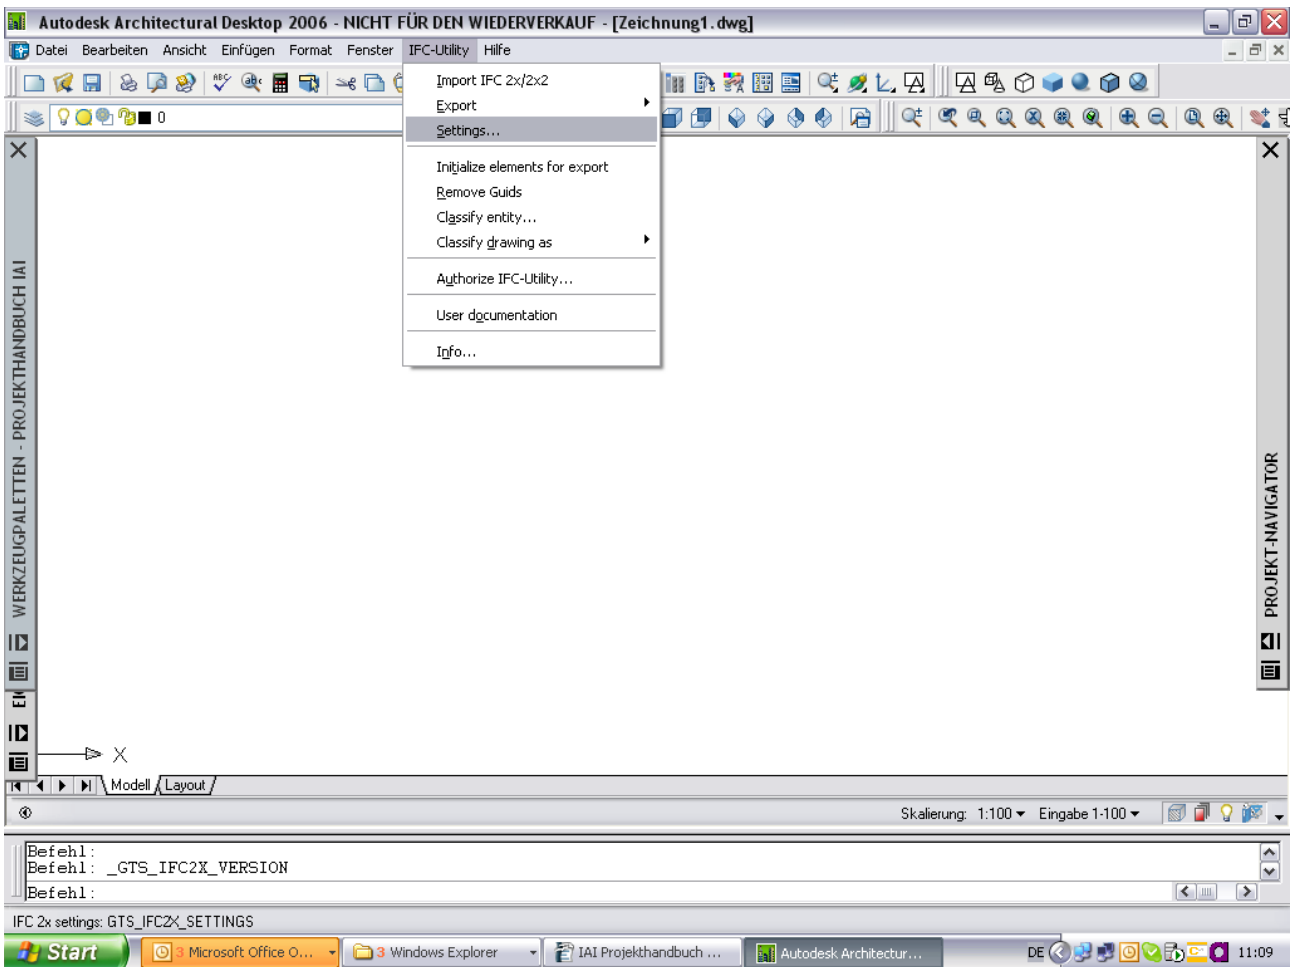 Autodesk Architectural Desktop 2006 - NICHT FÜR DEN WIEDERVERKAUF - [Zeichnung1.dwg]
Datei Bearbeiten Ansicht Einfügen Format Fenster IFC-Utility Hilfe
Import IFC 2x/2x2
Export
Settings...
Initialize elements for export
Remove Guids
Classify entity...
Classify drawing as
Authorize IFC-Utility...
User documentation
Info...
ABC
0
WERKZEUGPALETTEN - PROJEKTHANDBUCH IAI
PROJEKT-NAVIGATOR
X
Modell Layout
Skalierung: 1:100 Eingabe 1-100
Befehl:
Befehl: _GTS_IFC2X_VERSION
Befehl:
IFC 2x settings: GTS_IFC2X_SETTINGS
Start 3 Microsoft Office O... 3 Windows Explorer IAI Projekthandbuch ... Autodesk Architectur... DE 11:09